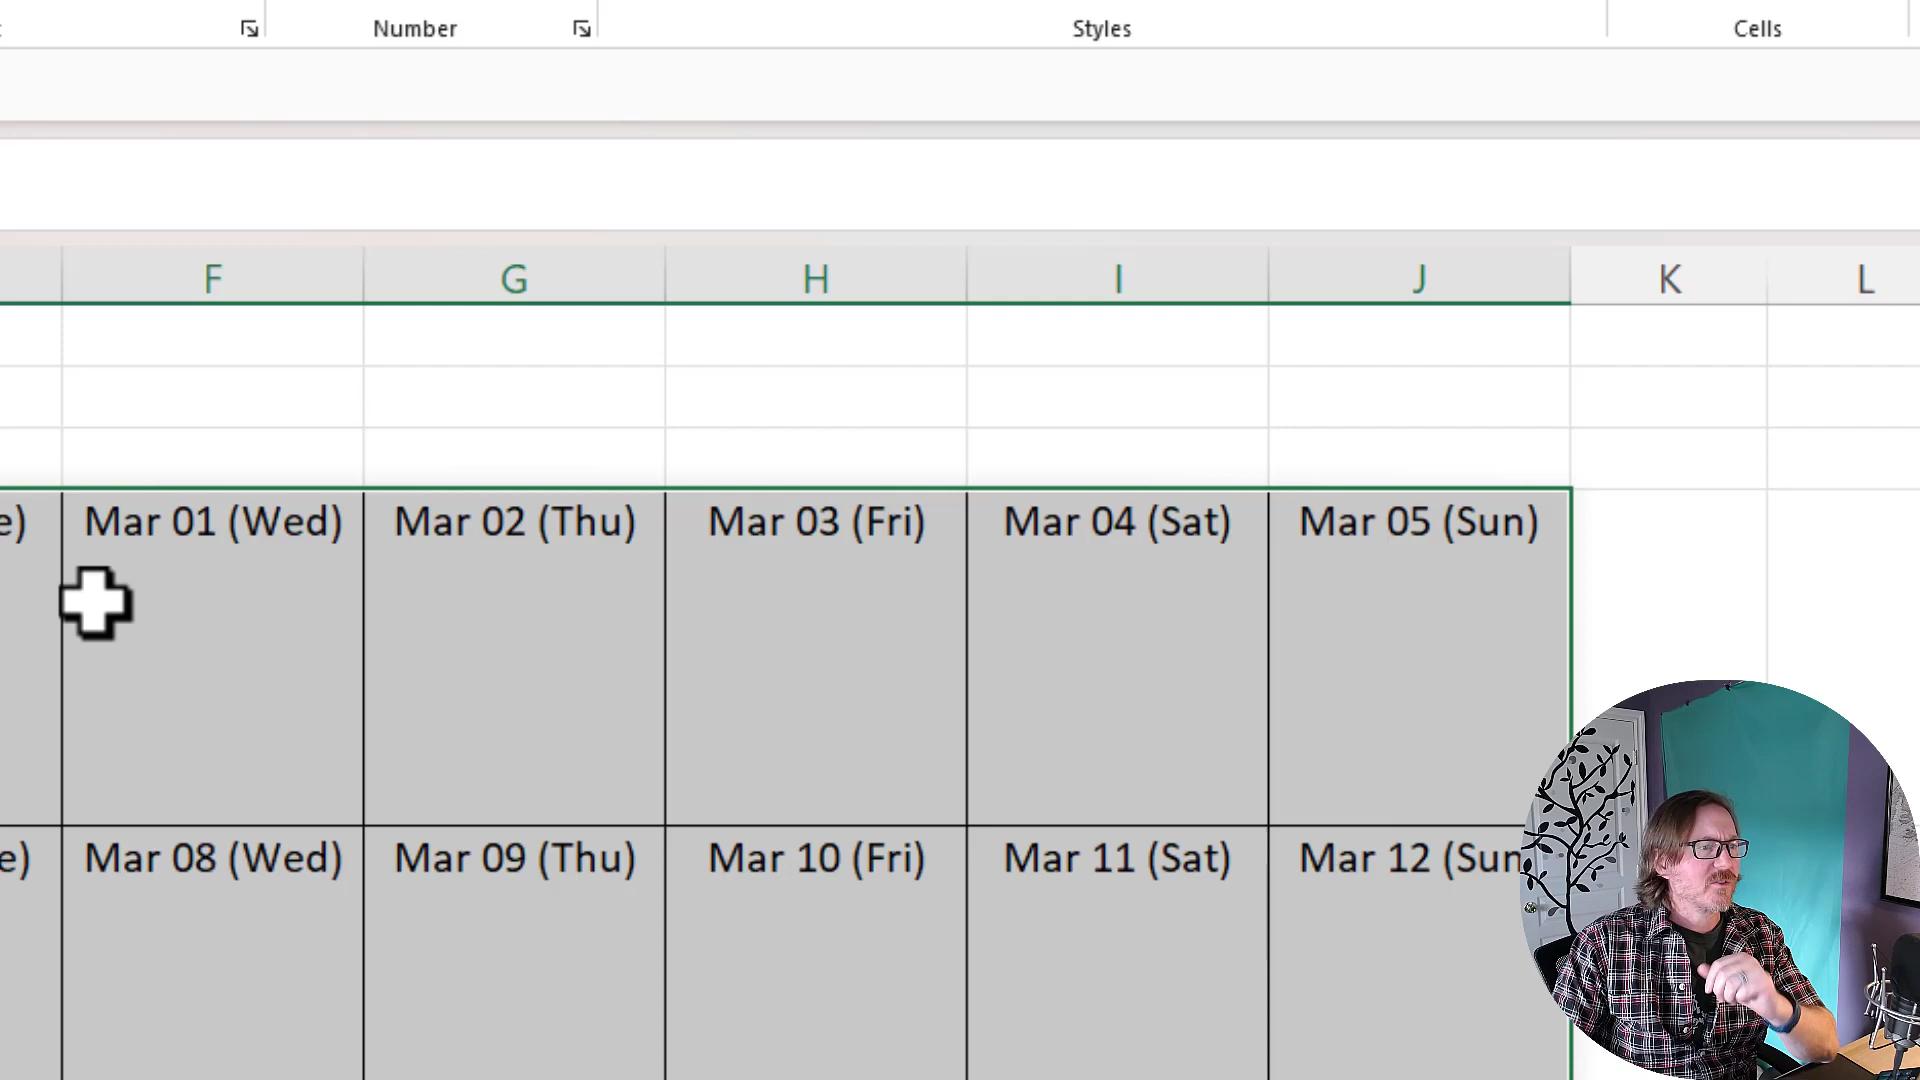 Number Styles Cells
F G H I J K L
e) Mar 01 (Wed) Mar 02 (Thu) Mar 03 (Fri) Mar 04 (Sat) Mar 05 (Sun)
e) Mar 08 (Wed) Mar 09 (Thu) Mar 10 (Fri) Mar 11 (Sat) Mar 12 (Sun